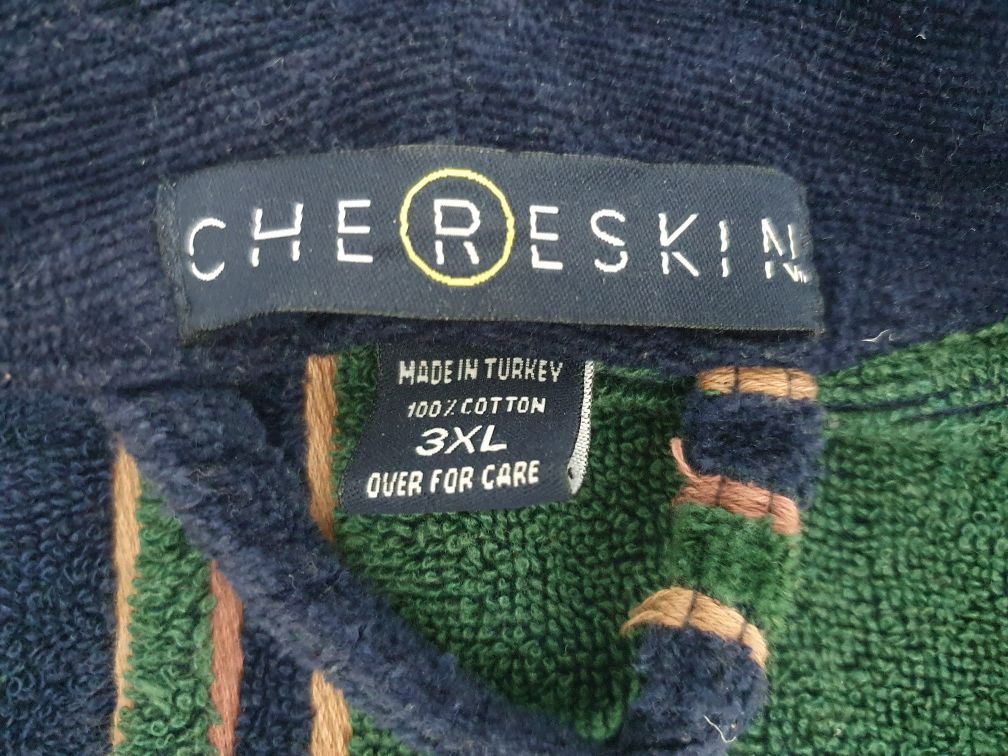 CHERESKIN
MADE IN TURKEY
100% COTTON
3XL
OVER FOR CARE